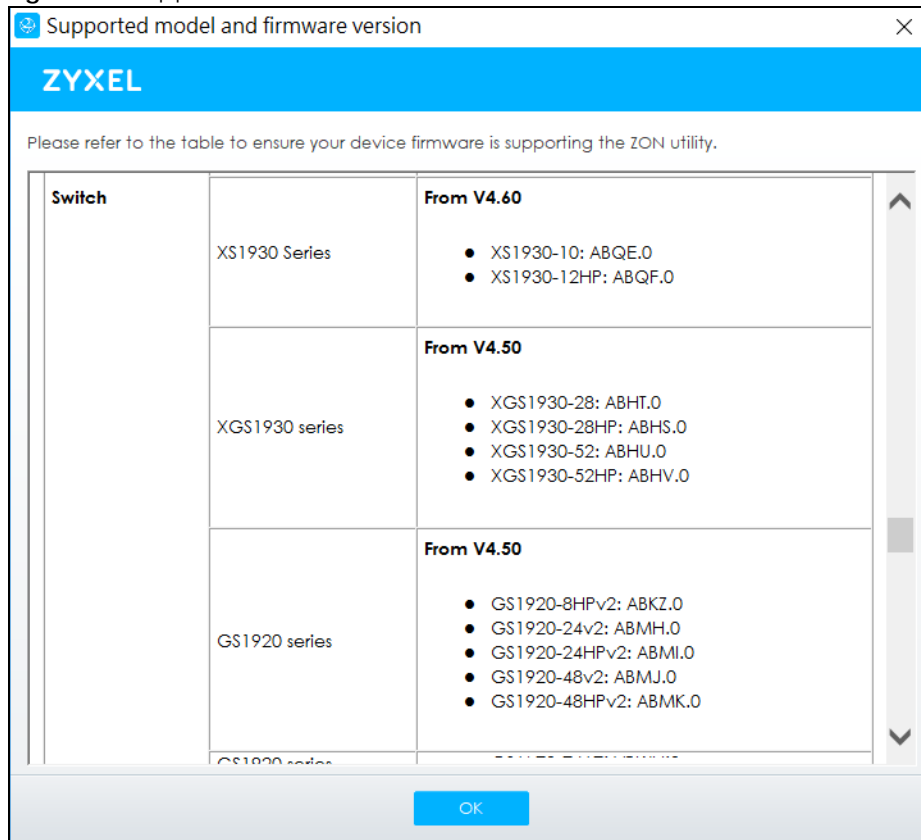 Supported model and firmware version
ZYXEL
Please refer to the table to ensure your device firmware is supporting the ZON utility.
Switch
XS1930 Series
From V4.60
● XS1930-10: ABQE.0
● XS1930-12HP: ABQF.0
XGS1930 series
From V4.50
● XGS1930-28: ABHT.0
● XGS1930-28HP: ABHS.0
● XGS1930-52: ABHU.0
● XGS1930-52HP: ABHV.0
GS1920 series
From V4.50
● GS1920-8HPv2: ABKZ.0
● GS1920-24v2: ABMH.0
● GS1920-24HPv2: ABMI.0
● GS1920-48v2: ABMJ.0
● GS1920-48HPv2: ABMK.0
GS1920 series
OK